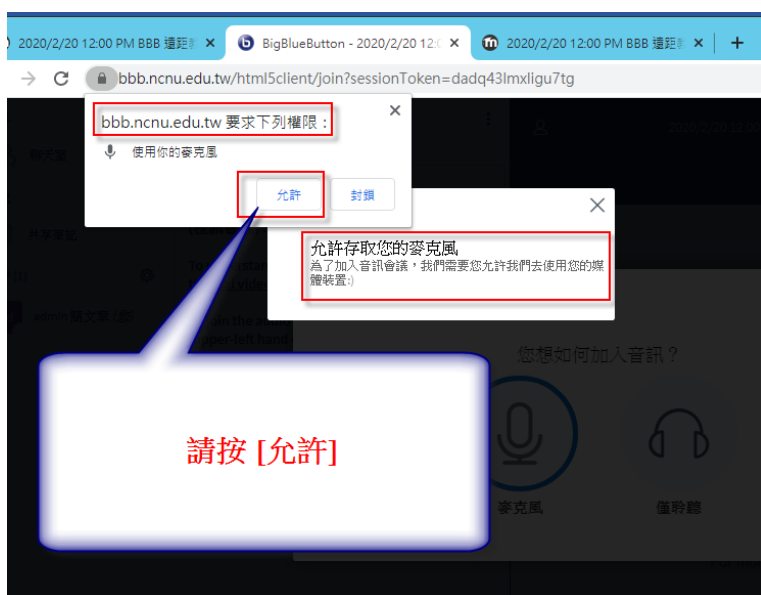 2020/2/20 12:00 PM BBB 遠距
BigBlueButton - 2020/2/20 12:
2020/2/20 12:00 PM BBB 遠距
bbb.ncnu.edu.tw/html5client/join?sessionToken=dadq43lmxligu7tg
bbb.ncnu.edu.tw 要求下列權限：
使用你的麥克風
允許
封鎖
允許存取您的麥克風
為了加入音訊會議，我們需要您允許我們去使用您的媒
體裝置:)
您想如何加入音訊？
麥克風
僅聆聽
請按 [允許]